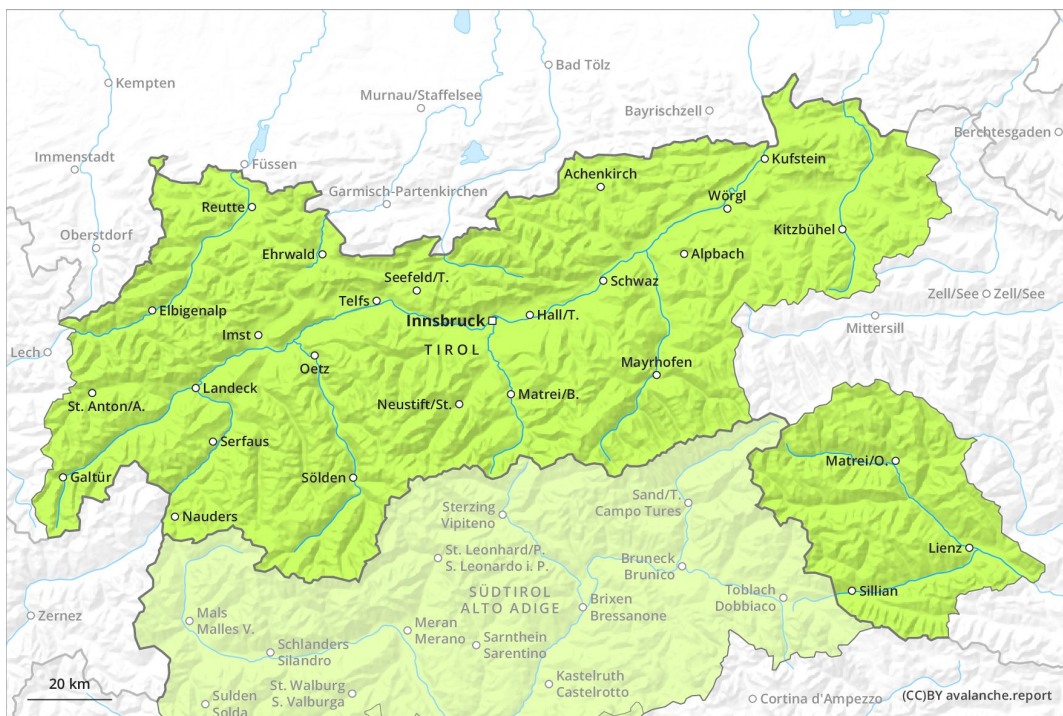 Kempten
Bad Tölz
Murnau/Staffelsee
Bayrischzell
Berchtesgaden
Immenstadt
Füssen
Kufstein
Achenkirch
Garmisch-Partenkirchen
Reutte
Wörgl
Oberstdorf
Kitzbühel
Ehrwald
Alpbach
Seefeld/T.
Schwaz
Zell/See
Zell/See
Telfs
Elbigenalp
Innsbruck
Hall/T.
Mittersill
Imst
TIROL
Lech
Oetz
Mayrhofen
Landeck
Matrei/B.
St. Anton/A.
Neustift/St.
Serfaus
Matrei/O.
Galtür
Sölden
Sand/T.
Campo Tures
Sterzing
Vipiteno
Nauders
St. Leonhard/P.
S. Leonardo i. P.
Lienz
Bruneck
Brunico
SÜDTIROL
ALTO ADIGE
Toblach
Dobbiaco
Sillian
Brixen
Bressanone
Zernez
Mals
Malles V.
Meran
Merano
Sarnthein
Sarentino
Schlanders
Silandro
Kastelruth
Castelrotto
20 km
St. Walburg
S. Valburga
Sulden
Solda
Cortina d'Ampezzo
(CC)BY avalanche.report